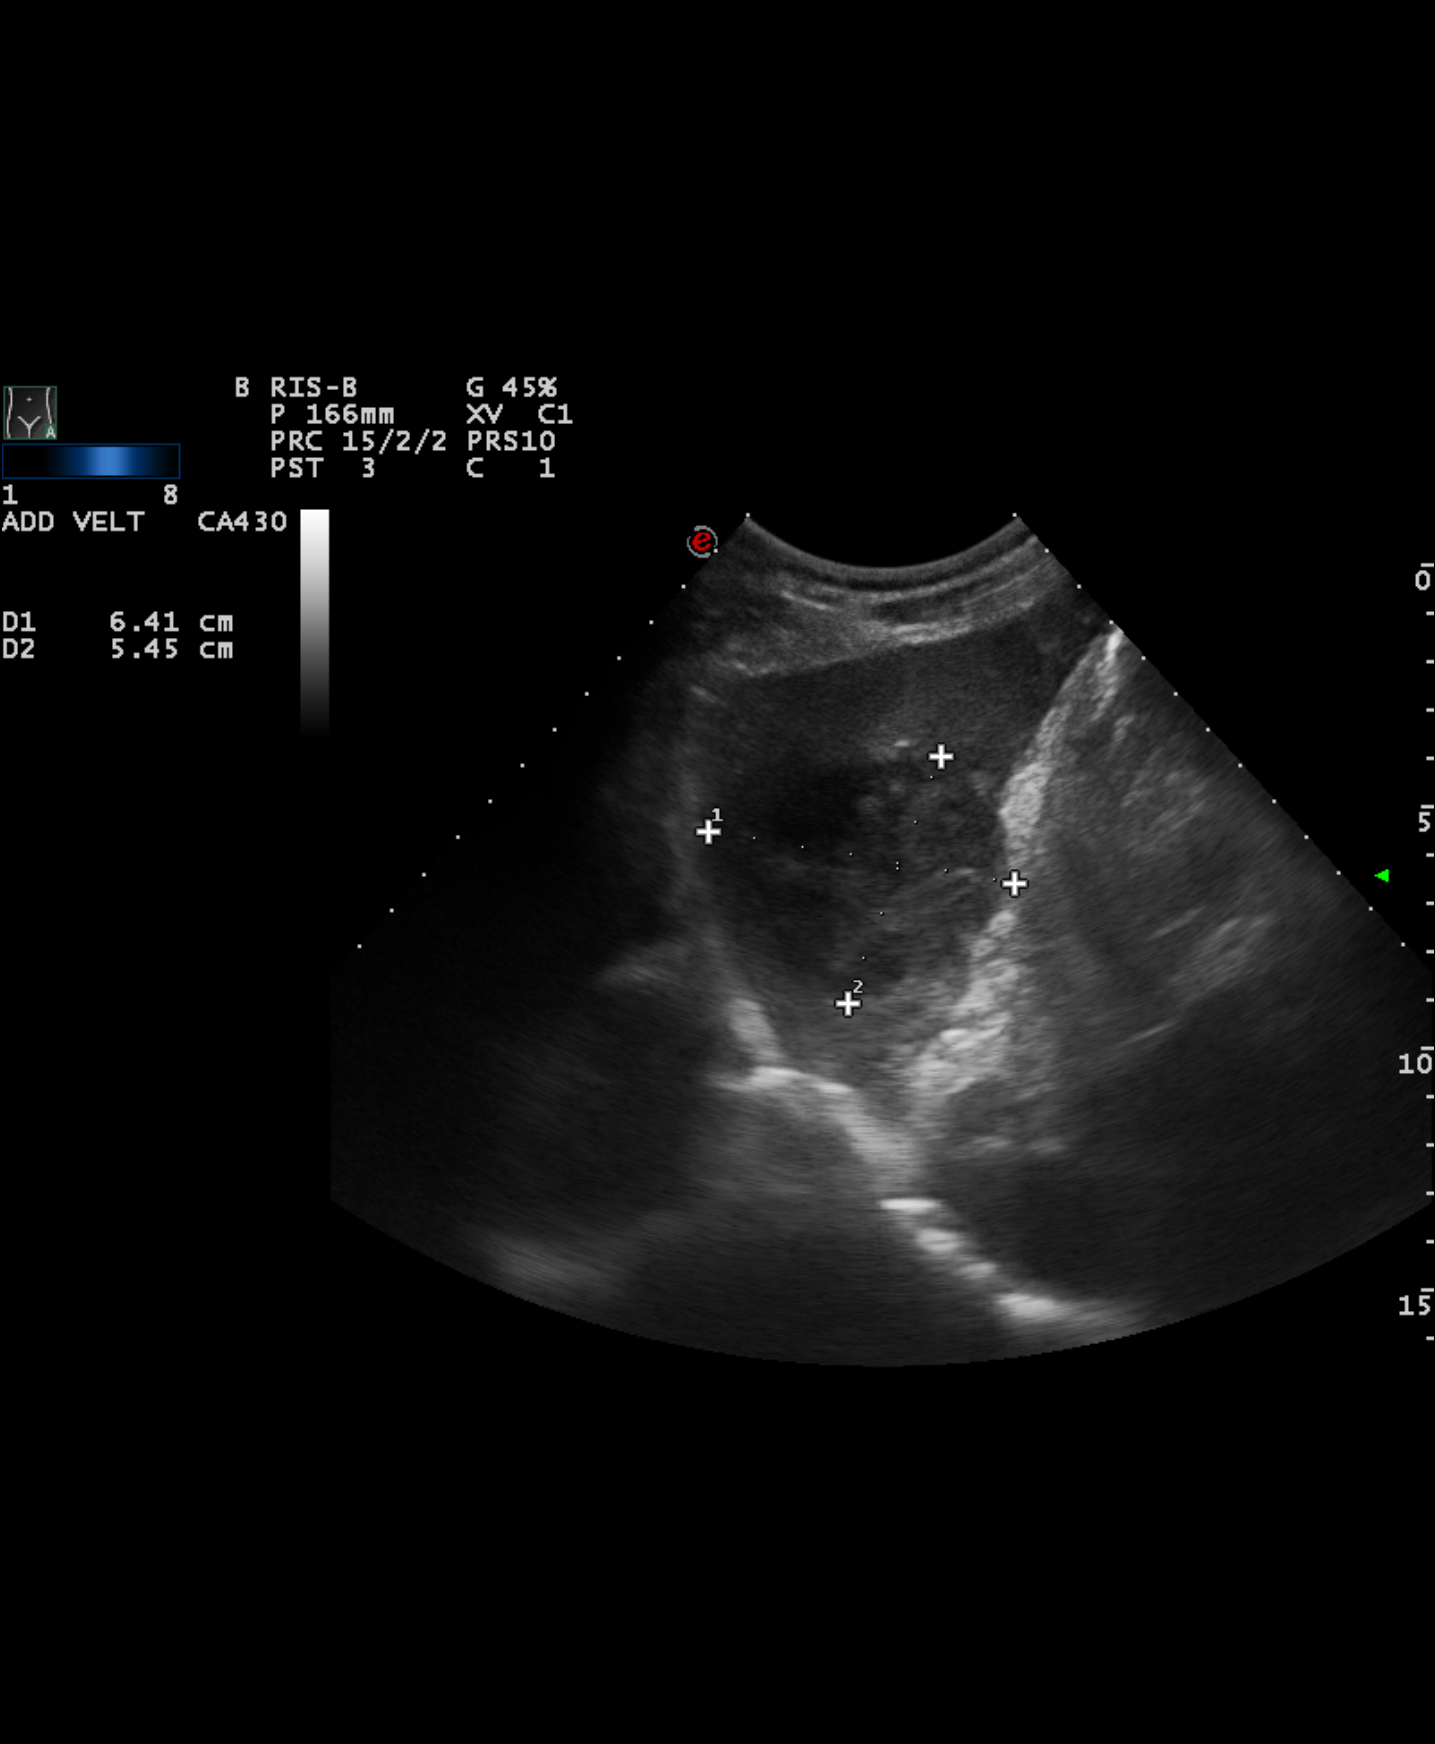 B RIS-B G 45%
P 166mm XV C1
PRC 15/2/2 PRS10
PST 3 C 1
A
1 8
ADD VELT CA430
e
0
D1 6.41 cm
D2 5.45 cm
1
5
2
10
15